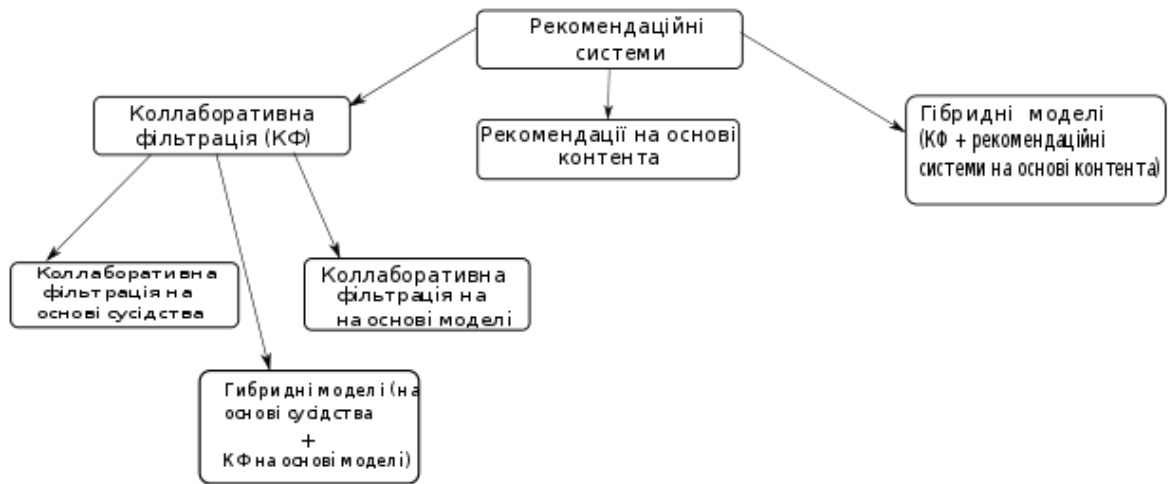 Рекомендаційні
системи
Коллаборативна
фільтрація (КФ)
Рекомендації на основі
контента
Гібридні моделі
(КФ + рекомендаційні
системи на основі контента)
Коллаборативна
фільтрація на
основі сусідства
Коллаборативна
фільтрація на
на основі моделі
Гибридні моделі (на
основі сусідства
+
КФ на основі моделі)